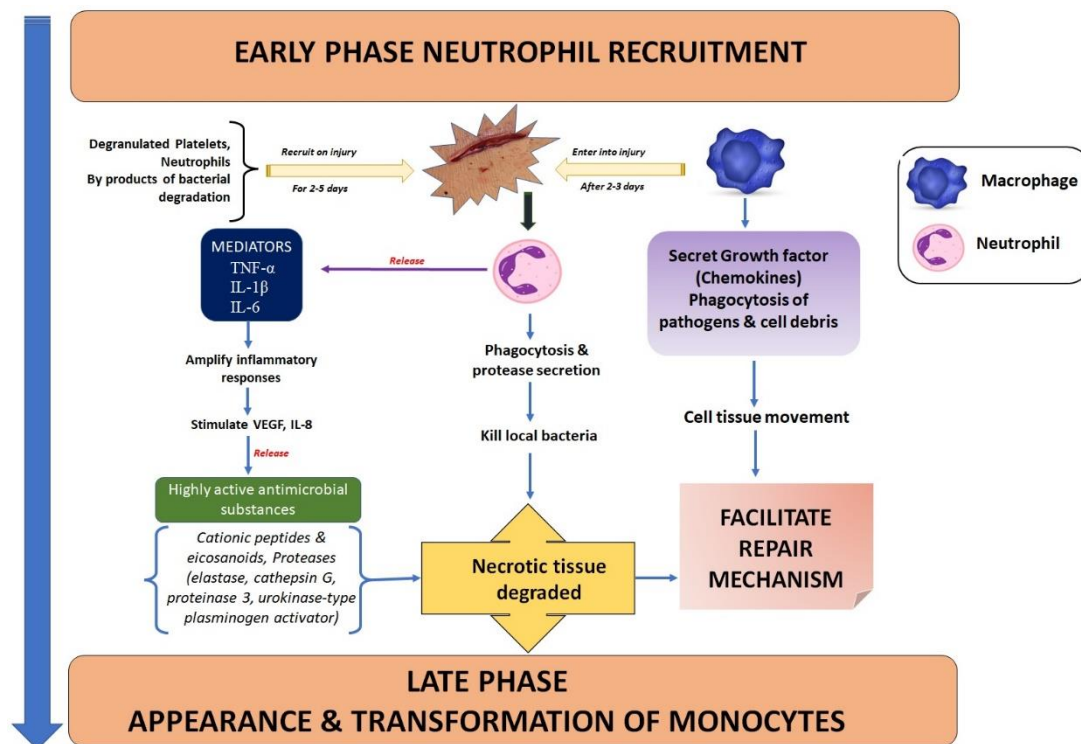 EARLY PHASE NEUTROPHIL RECRUITMENT
Degranulated Platelets,
Neutrophils
By products of bacterial
degradation
Recruit on injury
For 2-5 days
Enter into injury
After 2-3 days
Macrophage
Neutrophil
MEDIATORS
TNF-α
IL-1β
IL-6
Release
Amplify inflammatory
responses
Stimulate VEGF, IL-8
Release
Highly active antimicrobial
substances
Cationic peptides &
eicosanoids, Proteases
(elastase, cathepsin G,
proteinase 3, urokinase-type
plasminogen activator)
Phagocytosis &
protease secretion
Kill local bacteria
Necrotic tissue
degraded
Secret Growth factor
(Chemokines)
Phagocytosis of
pathogens & cell debris
Cell tissue movement
FACILITATE
REPAIR
MECHANISM
LATE PHASE
APPEARANCE & TRANSFORMATION OF MONOCYTES